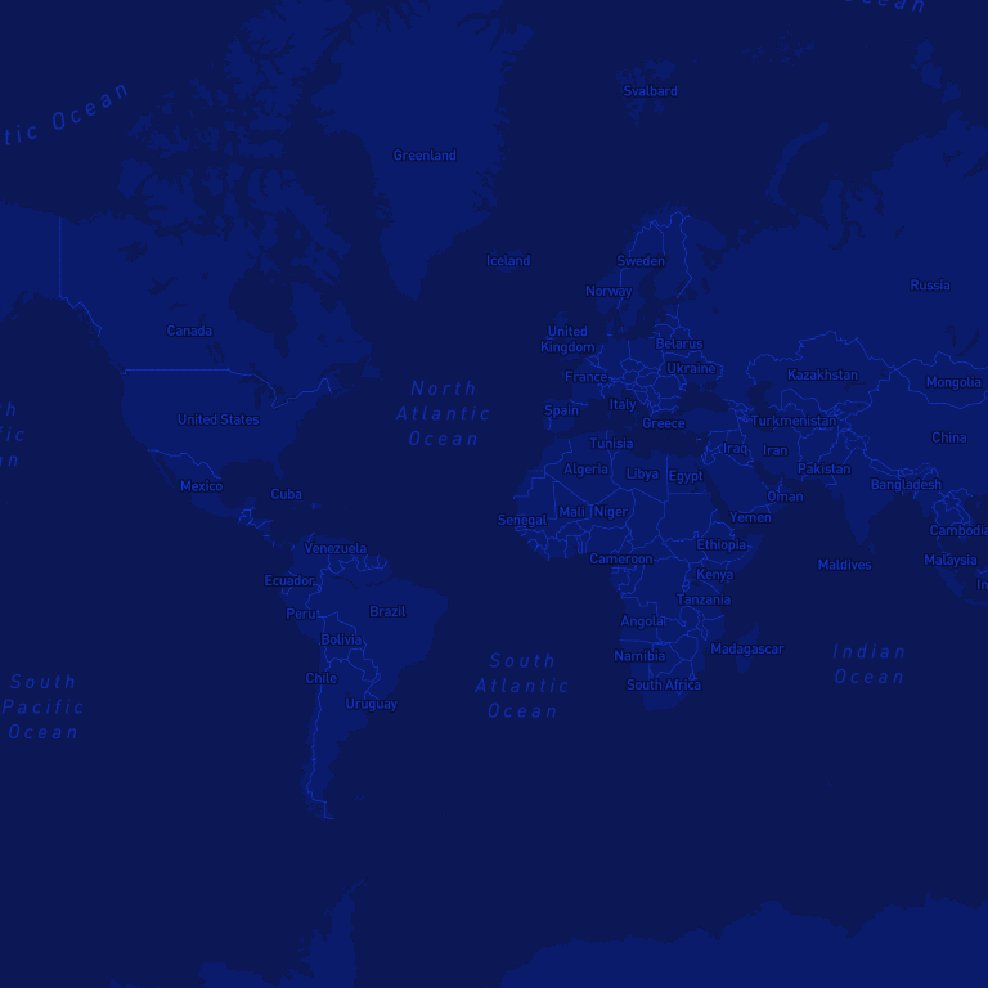 cean
Svalbard
tic Ocean
Greenland
Iceland
Sweden
Russia
Norway
Canada
United
Kingdom
Belarus
Ukraine
France
Kazakhstan
Mongolia
North
Atlantic
Ocean
th
fic
an
United States
Spain
Italy
Greece
Turkmenistan
China
Tunisia
Iraq
Iran
Algeria
Libya
Egypt
Pakistan
Bangladesh
Mexico
Cuba
Oman
Senegal
Mali
Niger
Yemen
Cambodia
Venezuela
Ethiopia
Cameroon
Maldives
Malaysia
Ecuador
Kenya
In
Peru
Brazil
Tanzania
Angola
Bolivia
Madagascar
Namibia
Indian
Ocean
Chile
South Africa
South
Atlantic
Ocean
Uruguay
South
Pacific
Ocean